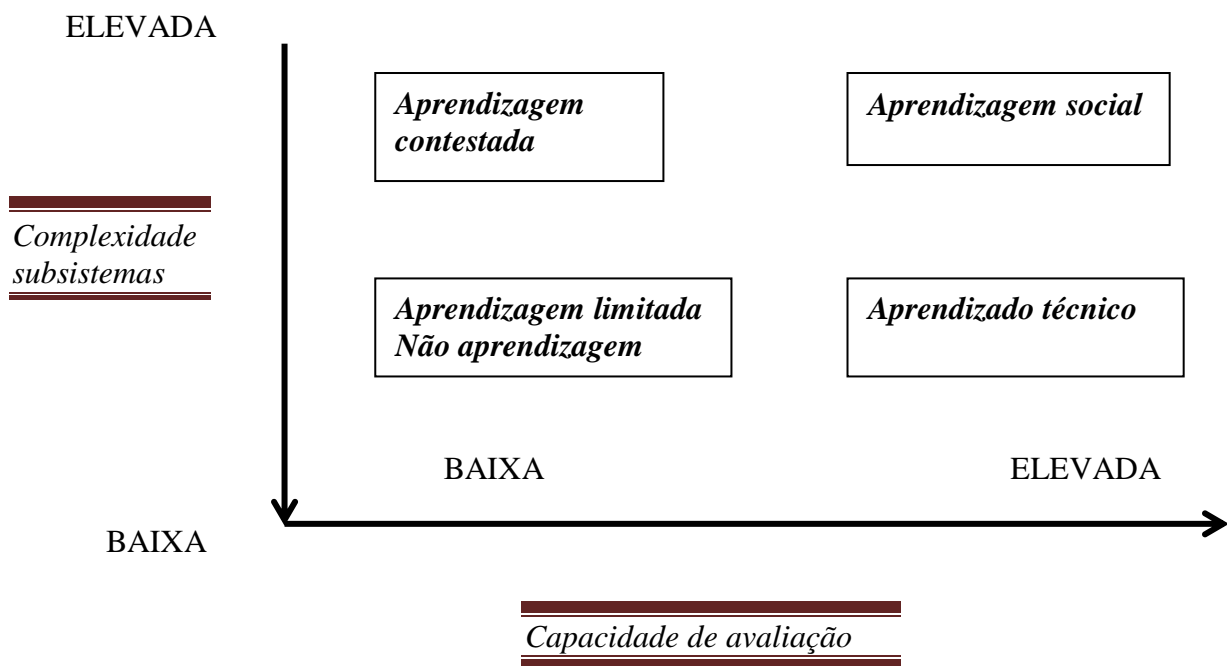 ELEVADA
Aprendizagem
contestada
Aprendizagem social
Complexidade
subsistemas
Aprendizagem limitada
Não aprendizagem
Aprendizado técnico
BAIXA
ELEVADA
BAIXA
Capacidade de avaliação